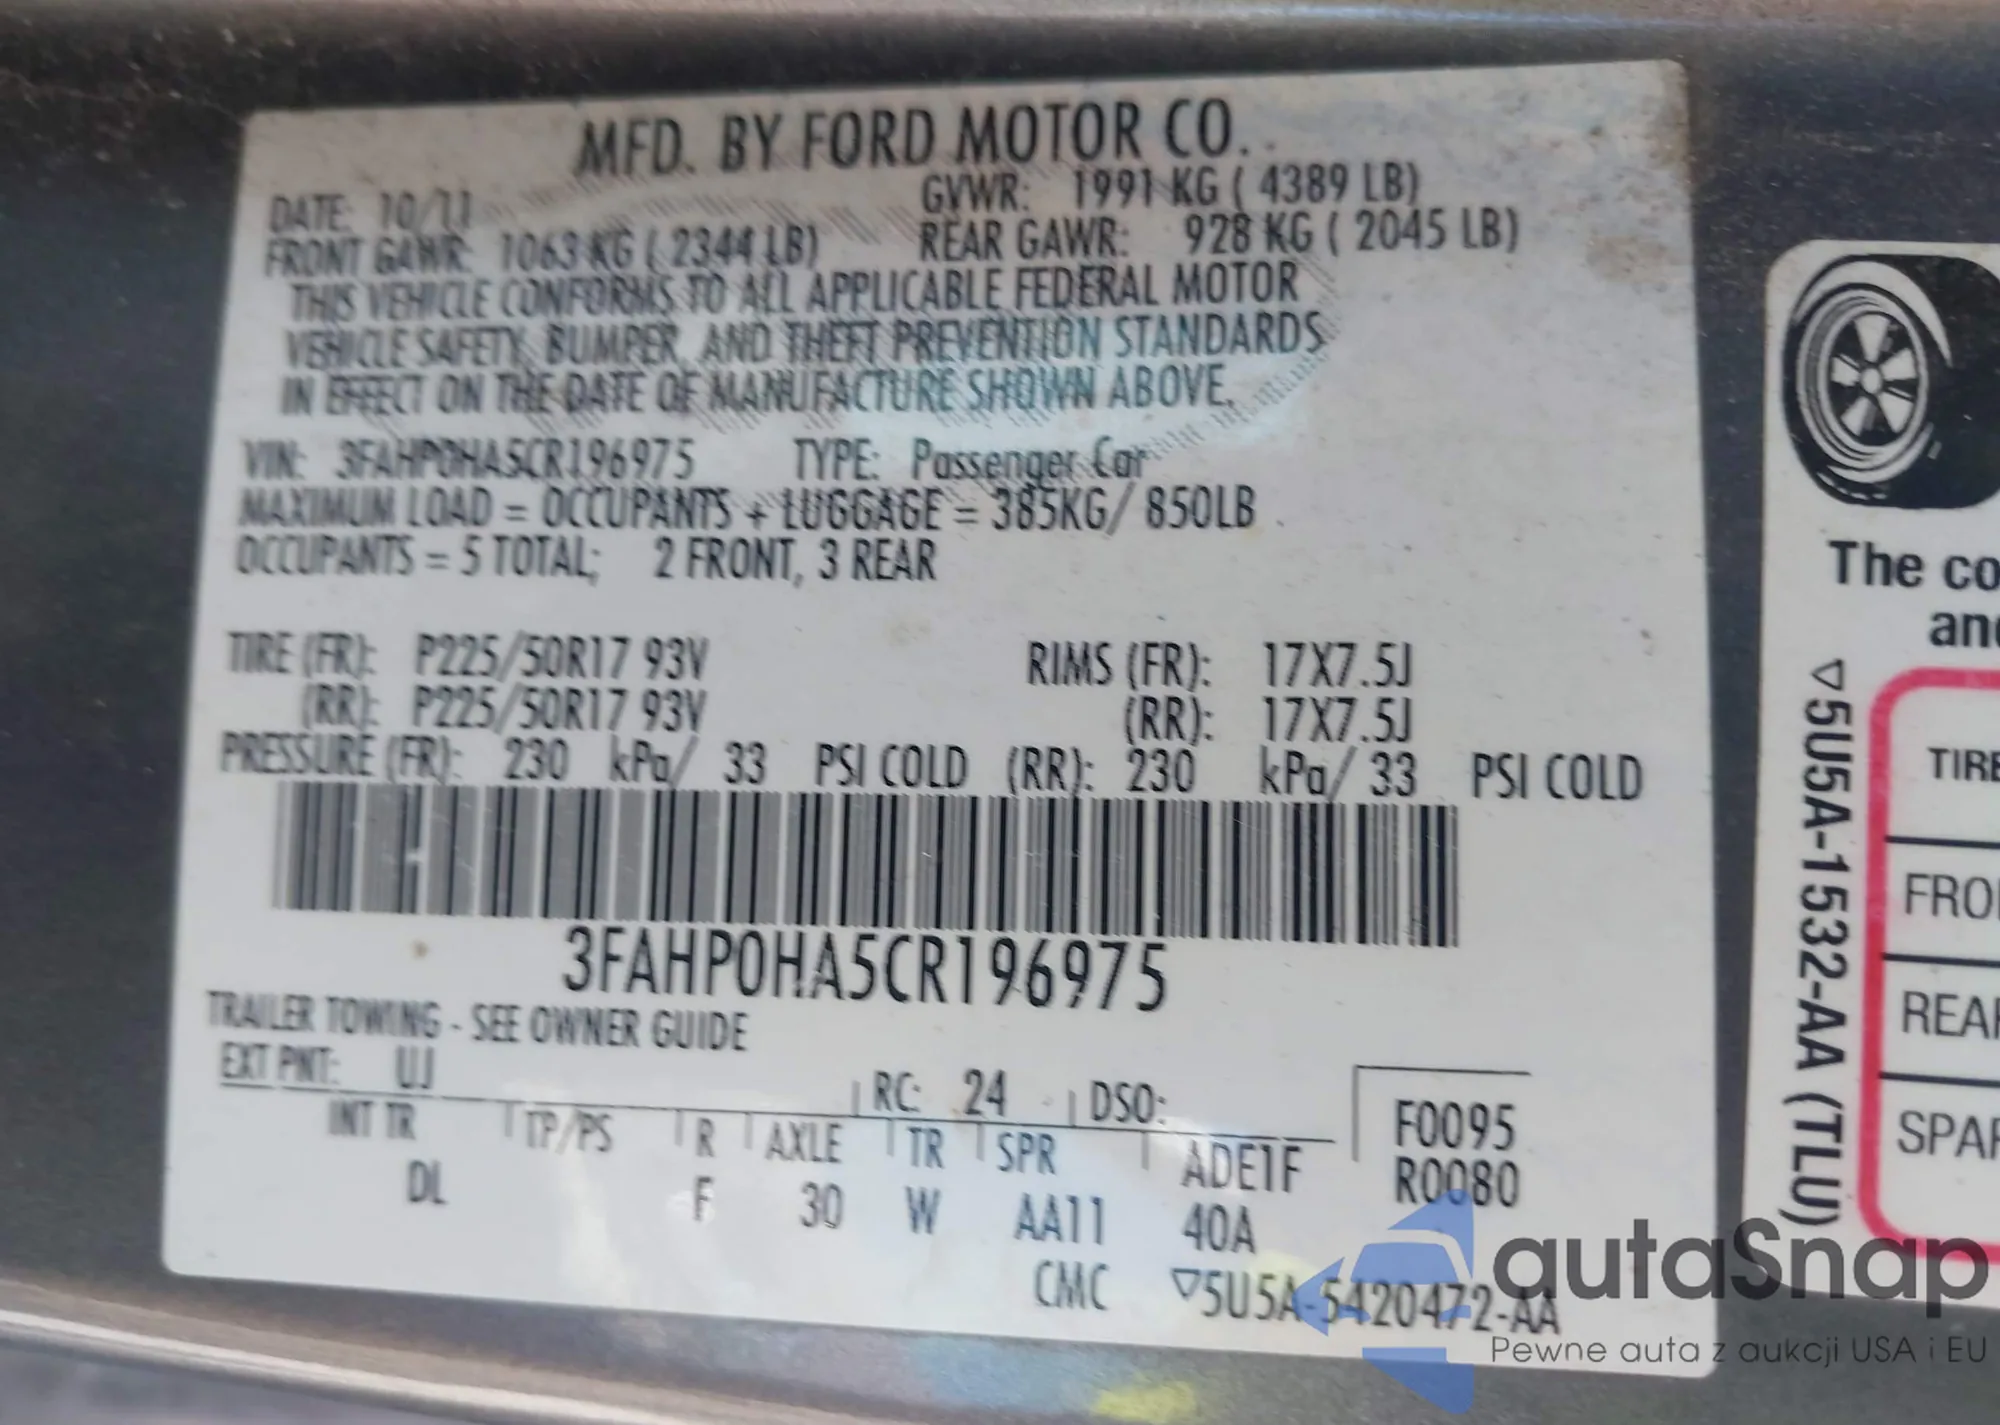 MFD. BY FORD MOTOR CO.
DATE: 10/11 GVWR: 1991 KG ( 4389 LB)
FRONT GAWR: 1063 KG ( 2344 LB) REAR GAWR: 928 KG ( 2045 LB)
THIS VEHICLE CONFORMS TO ALL APPLICABLE FEDERAL MOTOR
VEHICLE SAFETY, BUMPER, AND THEFT PREVENTION STANDARDS
IN EFFECT ON THE DATE OF MANUFACTURE SHOWN ABOVE.
VIN: 3FAHP0HA5CR196975 TYPE: Passenger Car
MAXIMUM LOAD = OCCUPANTS + LUGGAGE = 385KG/ 850LB
OCCUPANTS = 5 TOTAL; 2 FRONT, 3 REAR
TIRE (FR): P225/50R17 93V RIMS (FR): 17X7.5J
(RR): P225/50R17 93V (RR): 17X7.5J
PRESSURE (FR): 230 kPa/ 33 PSI COLD (RR): 230 kPa/ 33 PSI COLD
3FAHP0HA5CR196975
TRAILER TOWING - SEE OWNER GUIDE
EXT PNT: UJ RC: 24 DSO: F0095
INT TR TP/PS R AXLE TR SPR ADE1F R0080
DL F 30 W AA11 40A
CMC ▽5U5A-5420472-AA
The co
and
▽5U5A-1532-AA (TLU)
TIRE
FRO
REAR
SPAR
autaSnap
Pewne auta z aukcji USA i EU